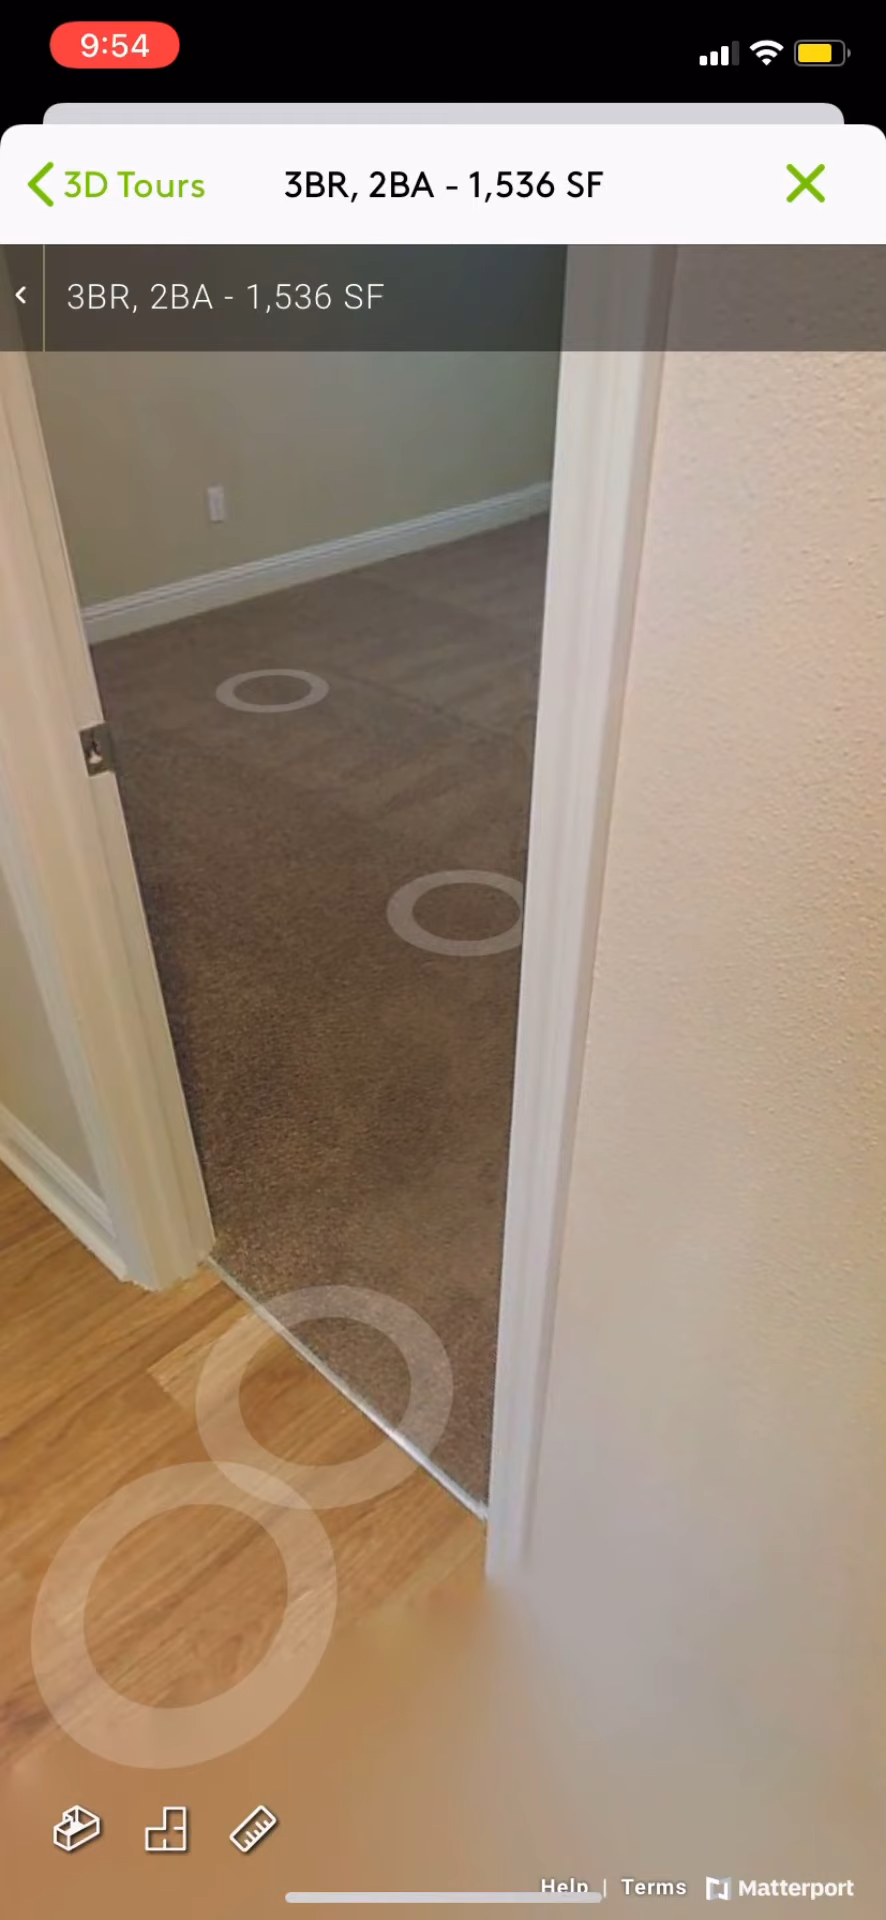 9:54
3D Tours 3BR, 2BA - 1,536 SF
3BR, 2BA - 1,536 SF
Help | Terms Matterport